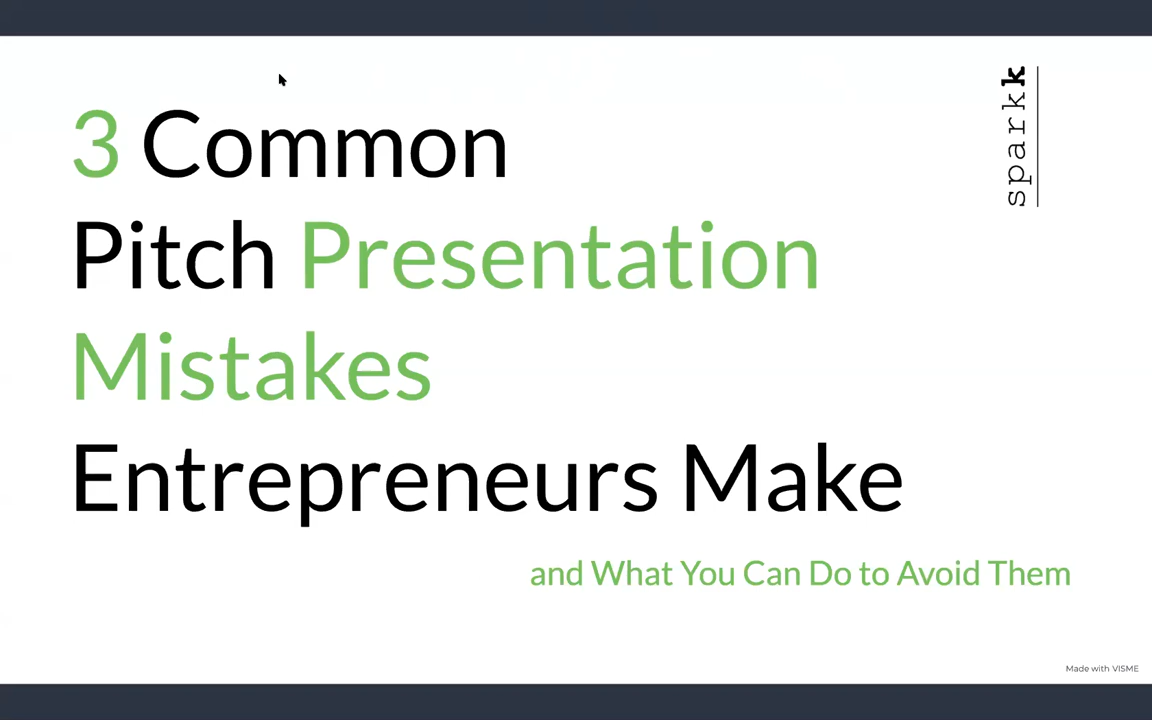 3 Common
Pitch Presentation
Mistakes
Entrepreneurs Make
and What You Can Do to Avoid Them
sparkk
Made with VISME